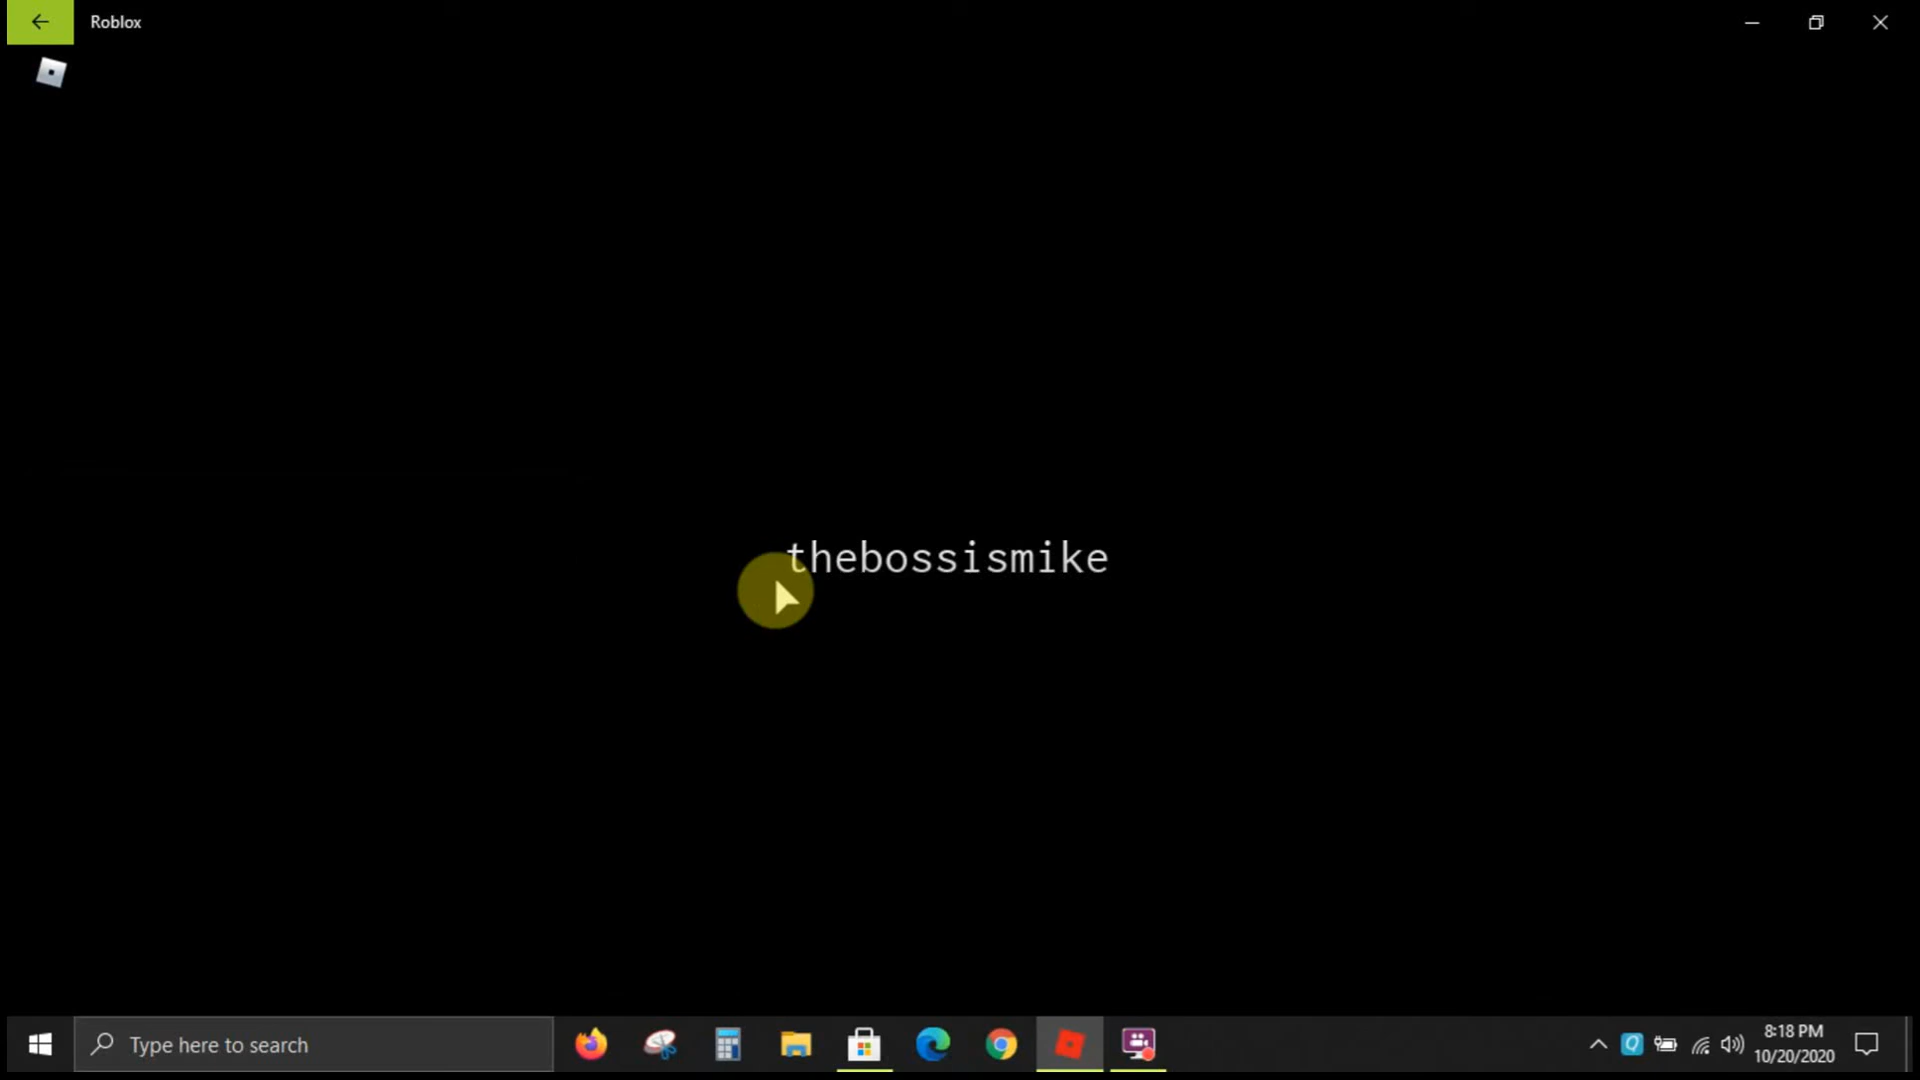 Roblox
thebossismike
Type here to search
8:18 PM
10/20/2020